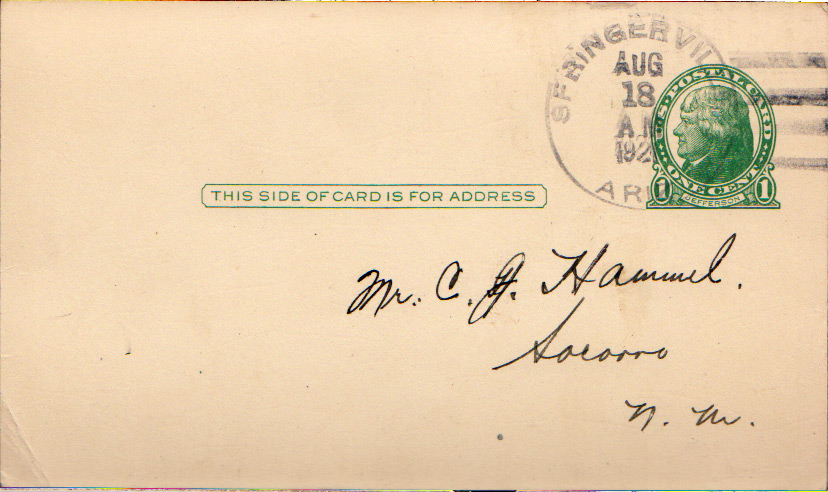 SPRINGERVIL
AUG
18
A.M
192
ARI
U.S. POSTAL CARD
ONE CENT
1 JEFFERSON 1
THIS SIDE OF CARD IS FOR ADDRESS
Mr. C. J. Hammel.
Socorro
N. M.